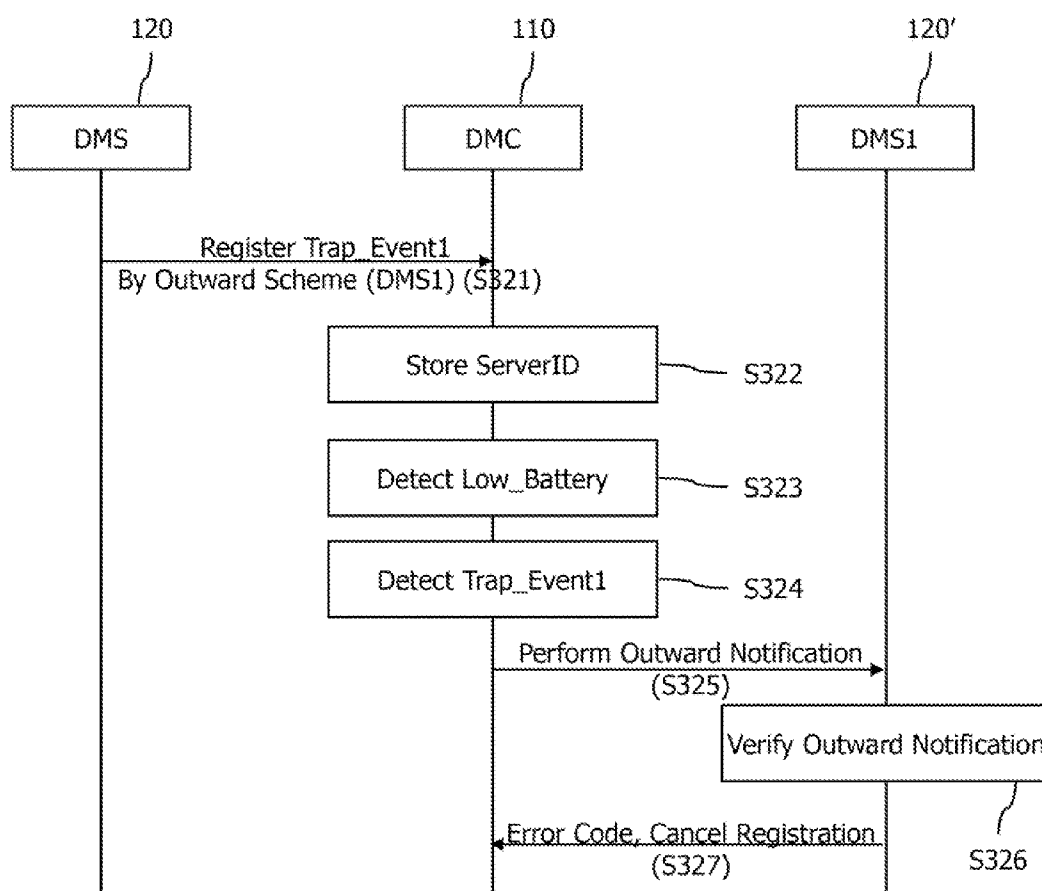 120
110
120'
DMS
DMC
DMS1
Register Trap_Event1
By Outward Scheme (DMS1) (S321)
Store ServerID
S322
Detect Low_Battery
S323
Detect Trap_Event1
S324
Perform Outward Notification
(S325)
Verify Outward Notification
S326
Error Code, Cancel Registration
(S327)